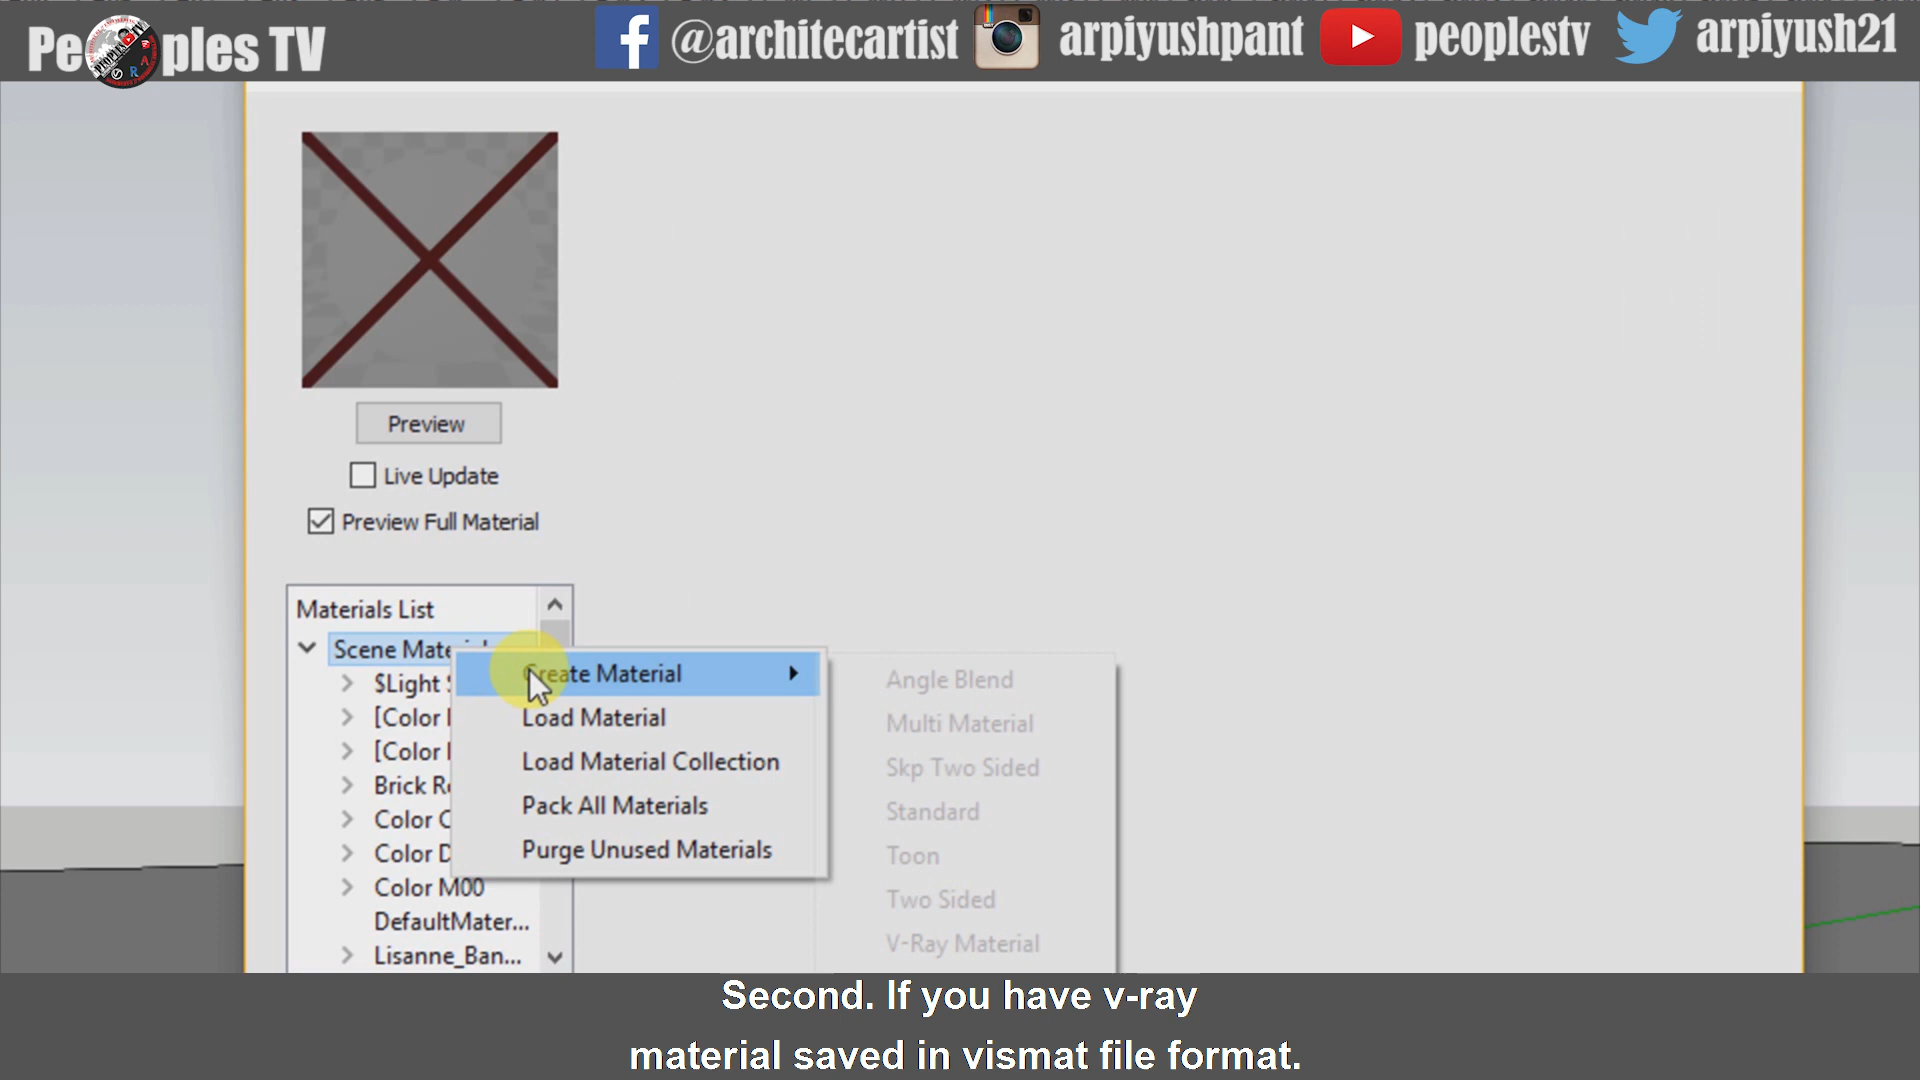 Peoples TV
@architecartist arpiyushpant peoplestv arpiyush21
Preview
Live Update
Preview Full Material
Materials List
Scene Mate
$Light
[Color
[Color
Brick
Color
Color
Color M00
DefaultMater...
Lisanne_Ban...
Create Material
Load Material
Load Material Collection
Pack All Materials
Purge Unused Materials
Angle Blend
Multi Material
Skp Two Sided
Standard
Toon
Two Sided
V-Ray Material
Second. If you have v-ray
material saved in vismat file format.